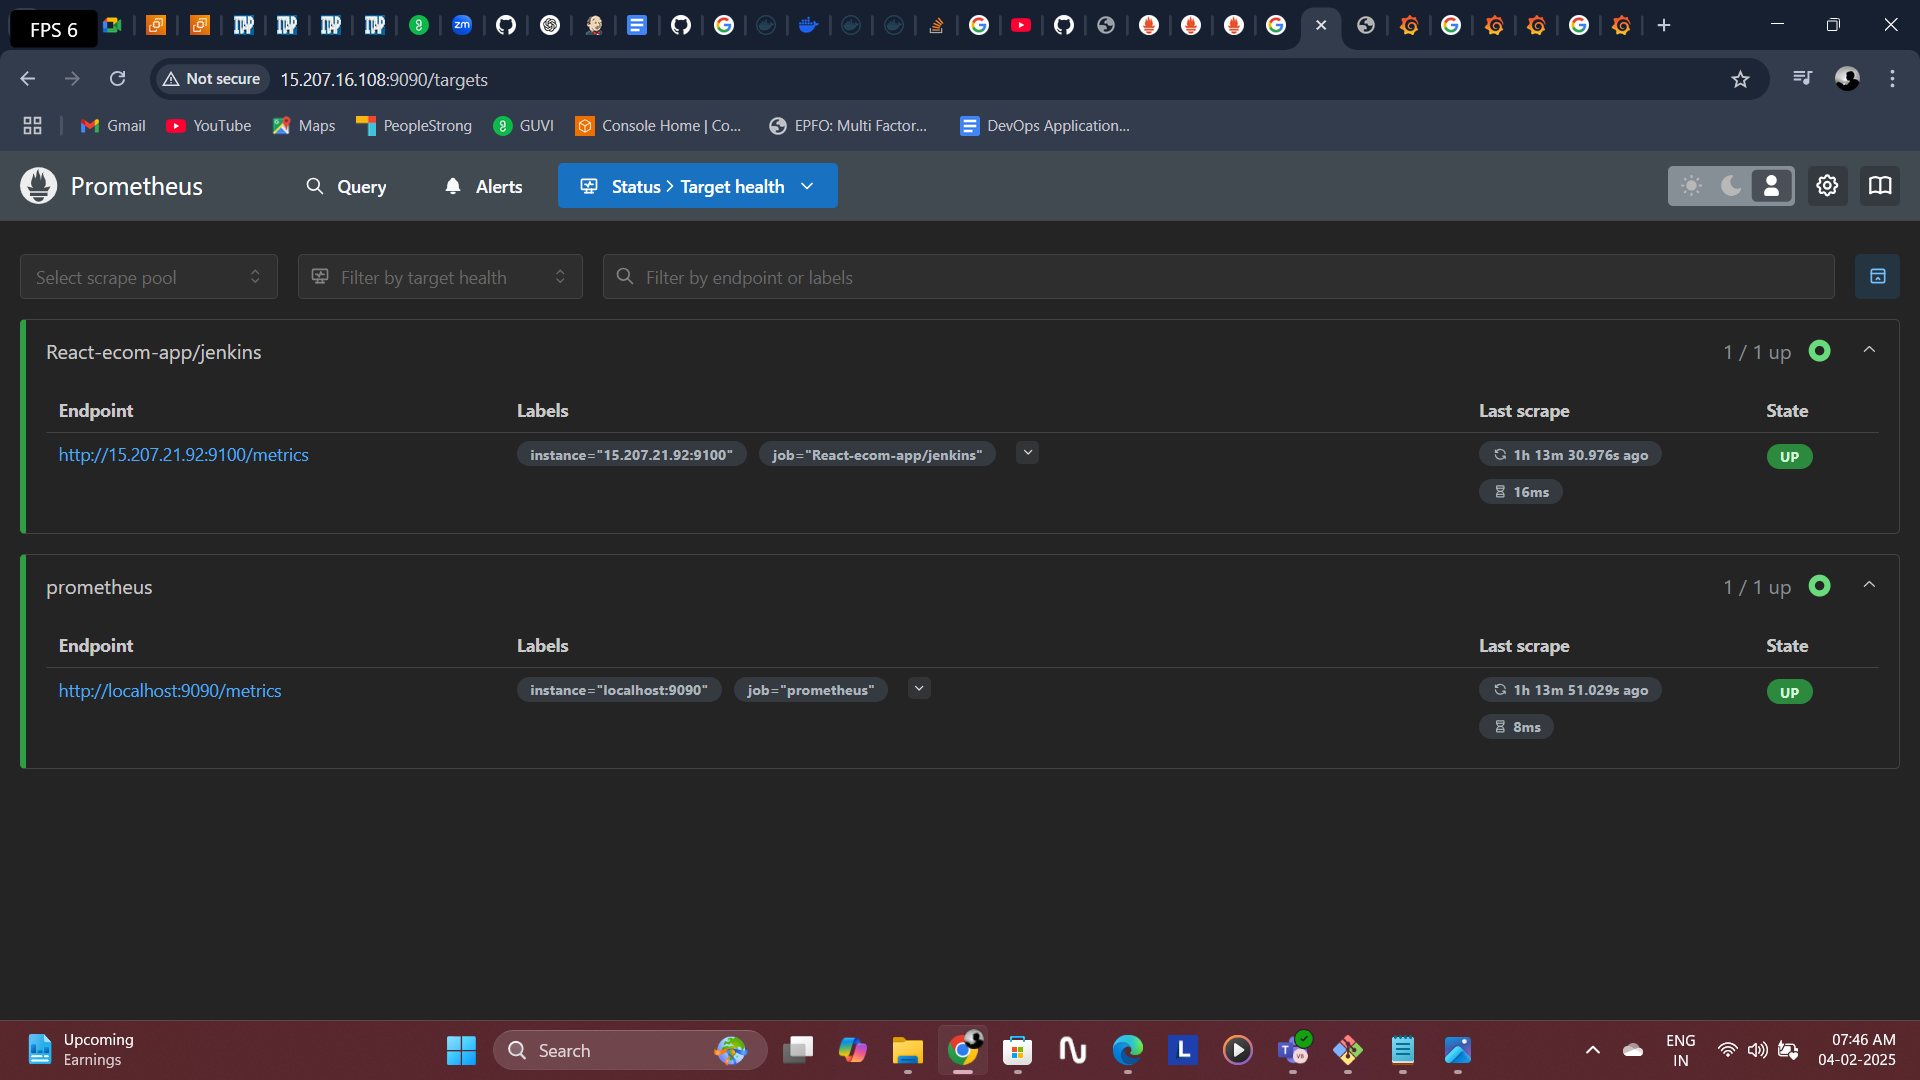 FPS 6
Not secure
15.207.16.108:9090/targets
Gmail
YouTube
Maps
PeopleStrong
GUVI
Console Home | Co...
EPFO: Multi Factor...
DevOps Application...
Prometheus
Query
Alerts
Status > Target health
Select scrape pool
Filter by target health
Filter by endpoint or labels
React-ecom-app/jenkins
1 / 1 up
Endpoint Labels Last scrape State
http://15.207.21.92:9100/metrics instance="15.207.21.92:9100" job="React-ecom-app/jenkins" 1h 13m 30.976s ago UP
16ms
prometheus
1 / 1 up
Endpoint Labels Last scrape State
http://localhost:9090/metrics instance="localhost:9090" job="prometheus" 1h 13m 51.029s ago UP
8ms
Upcoming
Earnings
Search
ENG
IN
07:46 AM
04-02-2025